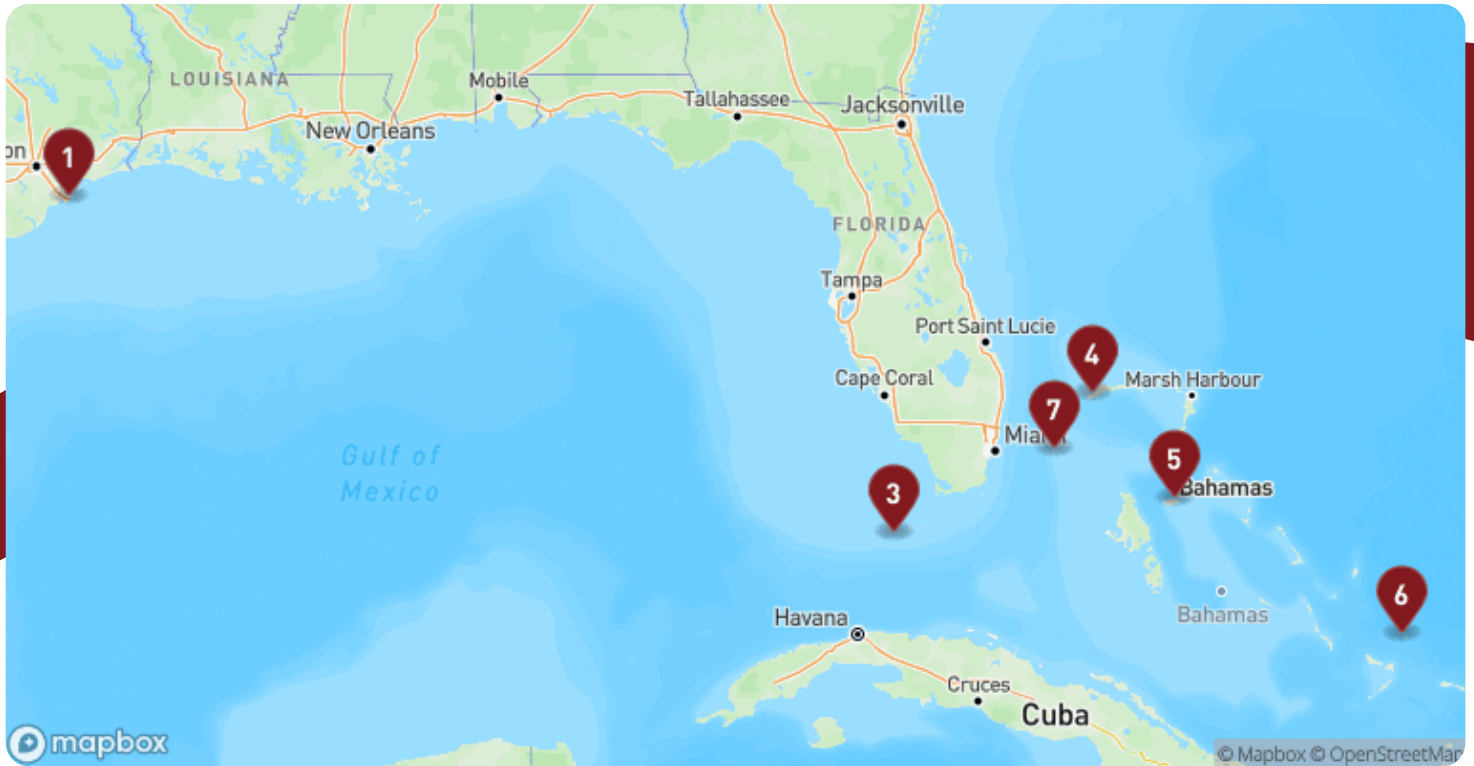 LOUISIANA
Mobile
Tallahassee
Jacksonville
New Orleans
on
1
FLORIDA
Tampa
Port Saint Lucie
4
Cape Coral
Marsh Harbour
7
Miami
Gulf of
Mexico
5
Bahamas
3
6
Bahamas
Havana
Cruces
Cuba
mapbox
© Mapbox © OpenStreetMap